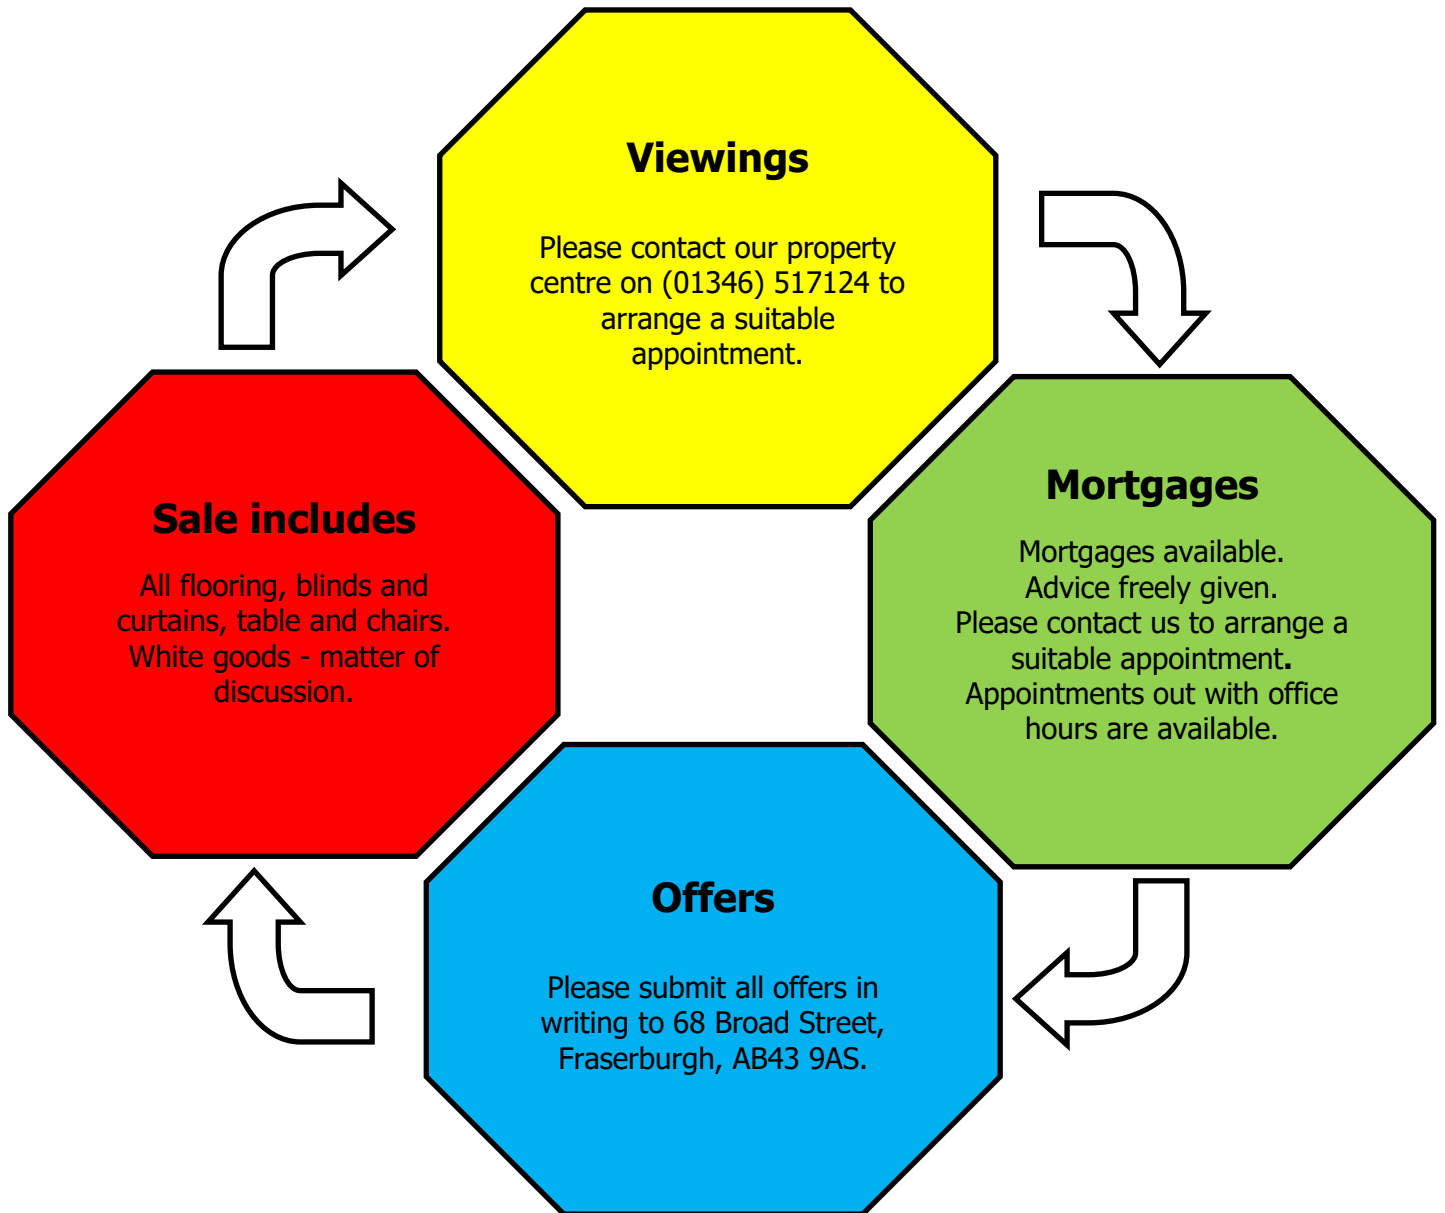 Viewings
Please contact our property
centre on (01346) 517124 to
arrange a suitable
appointment.
Sale includes
All flooring, blinds and
curtains, table and chairs.
White goods - matter of
discussion.
Mortgages
Mortgages available.
Advice freely given.
Please contact us to arrange a
suitable appointment.
Appointments out with office
hours are available.
Offers
Please submit all offers in
writing to 68 Broad Street,
Fraserburgh, AB43 9AS.